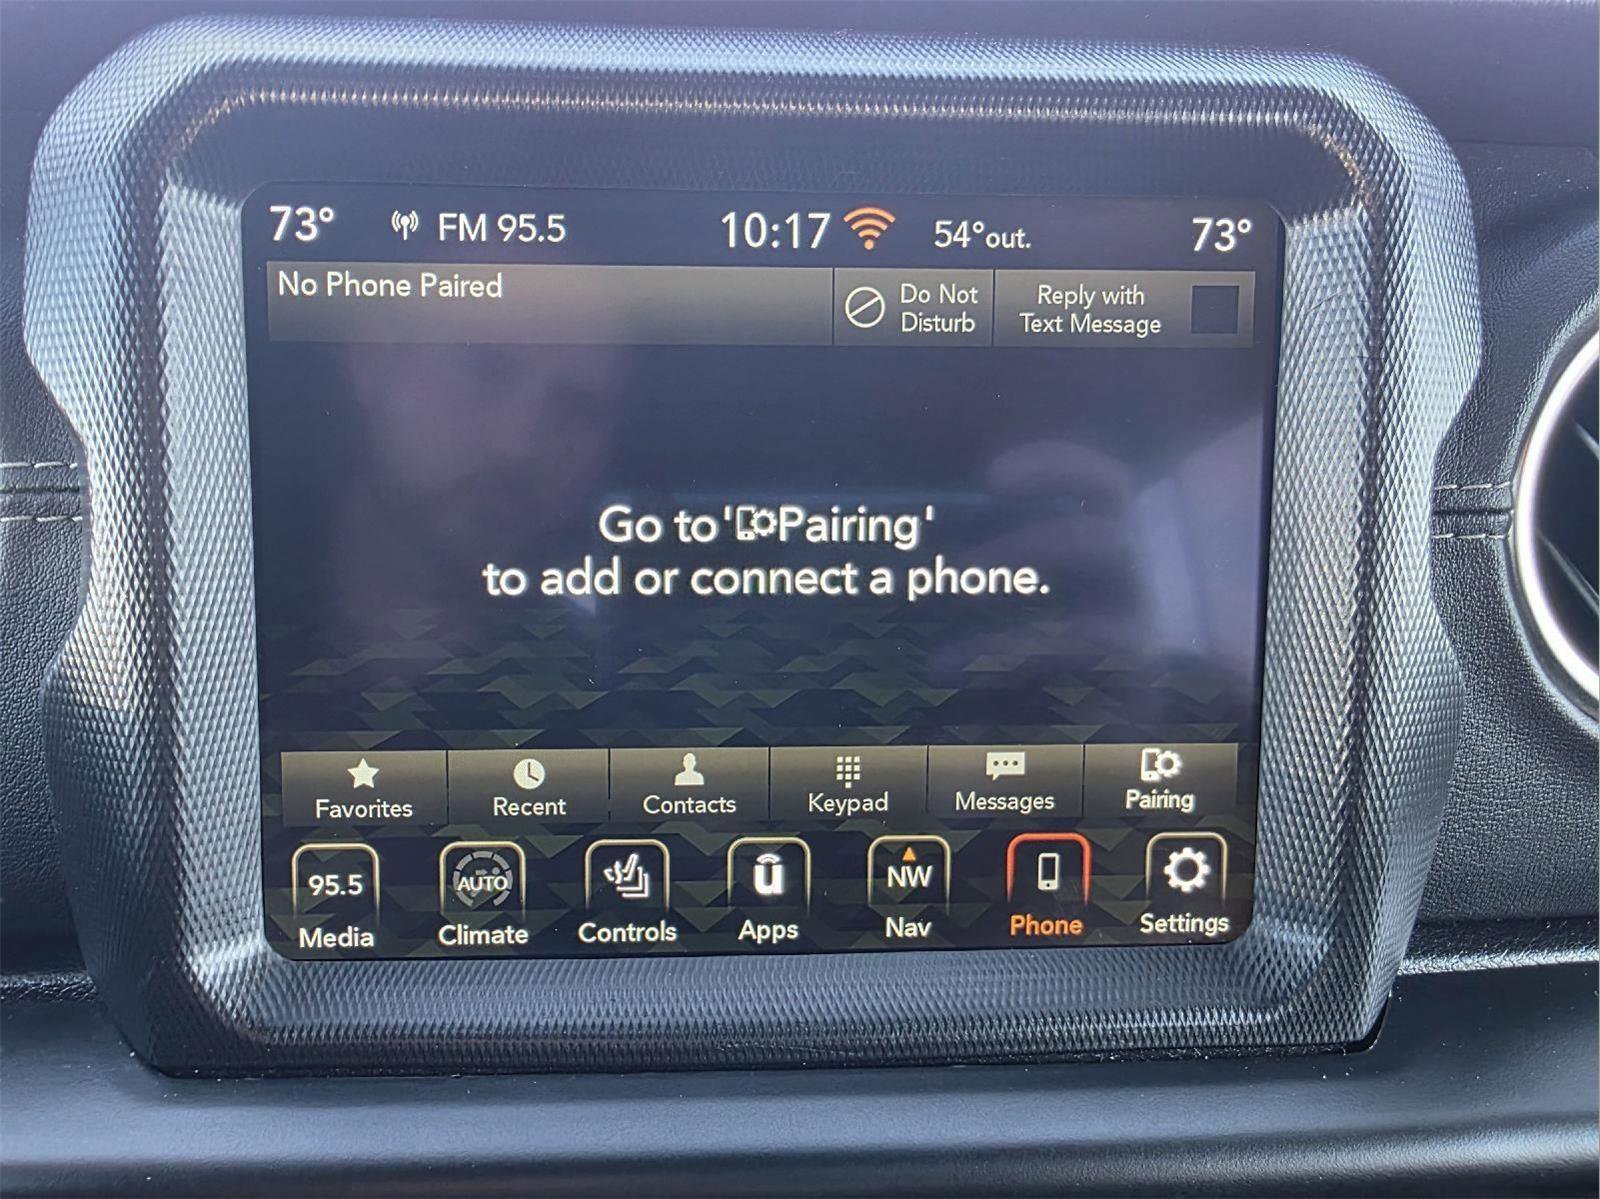 73° FM 95.5 10:17 54°out. 73°
No Phone Paired
Do Not
Disturb
Reply with
Text Message
Go to 'Pairing'
to add or connect a phone.
Favorites Recent Contacts Keypad Messages Pairing
95.5 AUTO ū NW
Media Climate Controls Apps Nav Phone Settings